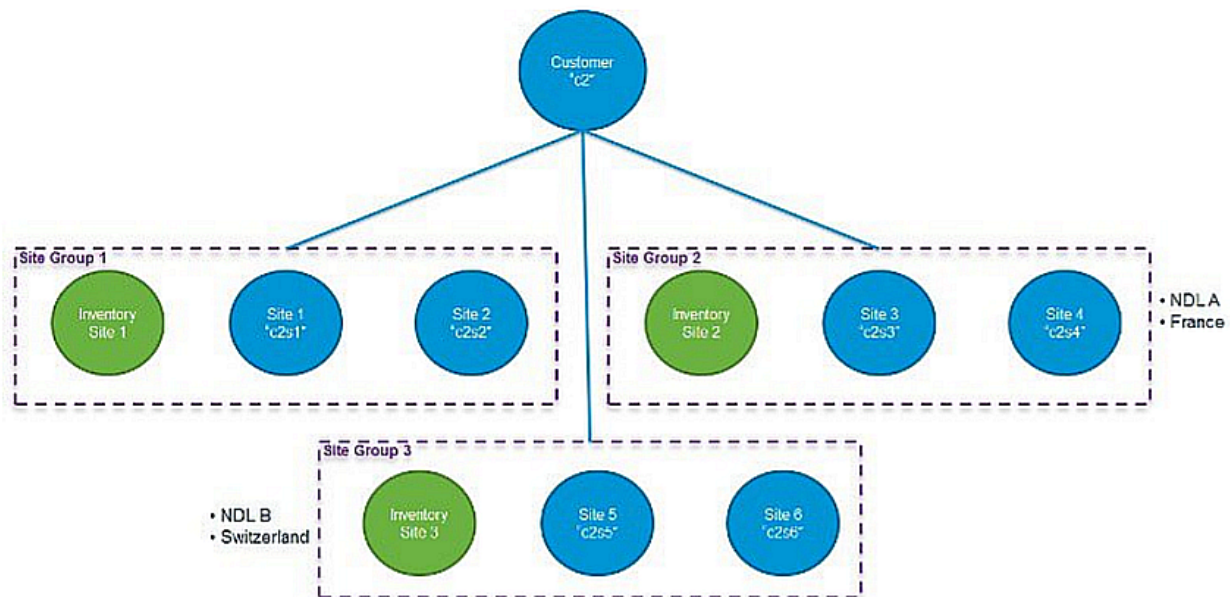 Customer
"c2"
Site Group 1
Inventory
Site 1
Site 1
"c2s1"
Site 2
"c2s2"
Site Group 2
Inventory
Site 2
Site 3
"c2s3"
Site 4
"c2s4"
• NDL A
• France
Site Group 3
Inventory
Site 3
Site 5
"c2s5"
Site 6
"c2s6"
• NDL B
• Switzerland